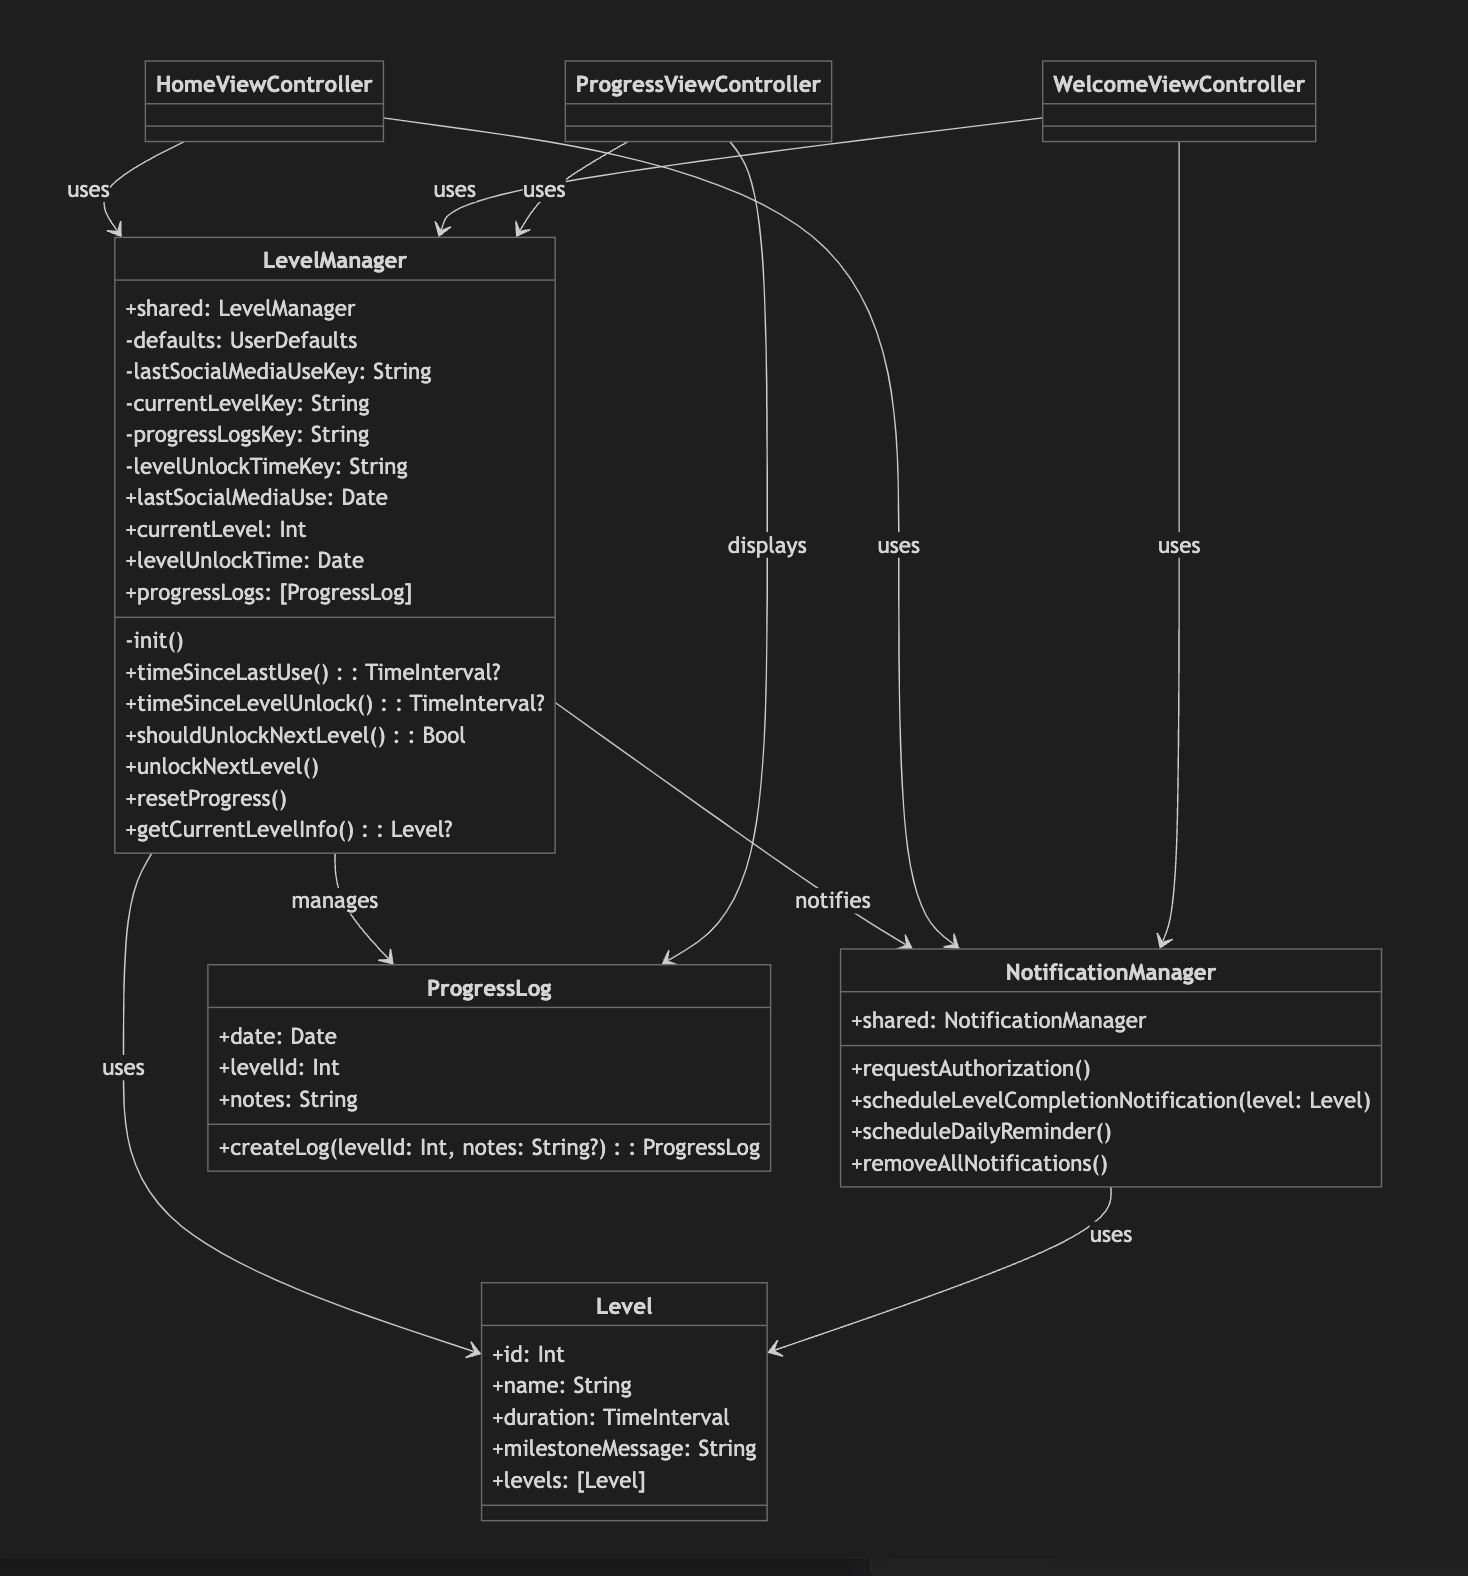 HomeViewController
ProgressViewController
WelcomeViewController
uses
uses
uses
LevelManager
+shared: LevelManager
-defaults: UserDefaults
-lastSocialMediaUseKey: String
-currentLevelKey: String
-progressLogsKey: String
-levelUnlockTimeKey: String
+lastSocialMediaUse: Date
+currentLevel: Int
+levelUnlockTime: Date
+progressLogs: [ProgressLog]
-init()
+timeSinceLastUse() : : TimeInterval?
+timeSinceLevelUnlock() : : TimeInterval?
+shouldUnlockNextLevel() : : Bool
+unlockNextLevel()
+resetProgress()
+getCurrentLevelInfo() : : Level?
displays
uses
uses
manages
notifies
uses
ProgressLog
+date: Date
+levelId: Int
+notes: String
+createLog(levelId: Int, notes: String?) : : ProgressLog
NotificationManager
+shared: NotificationManager
+requestAuthorization()
+scheduleLevelCompletionNotification(level: Level)
+scheduleDailyReminder()
+removeAllNotifications()
uses
Level
+id: Int
+name: String
+duration: TimeInterval
+milestoneMessage: String
+levels: [Level]